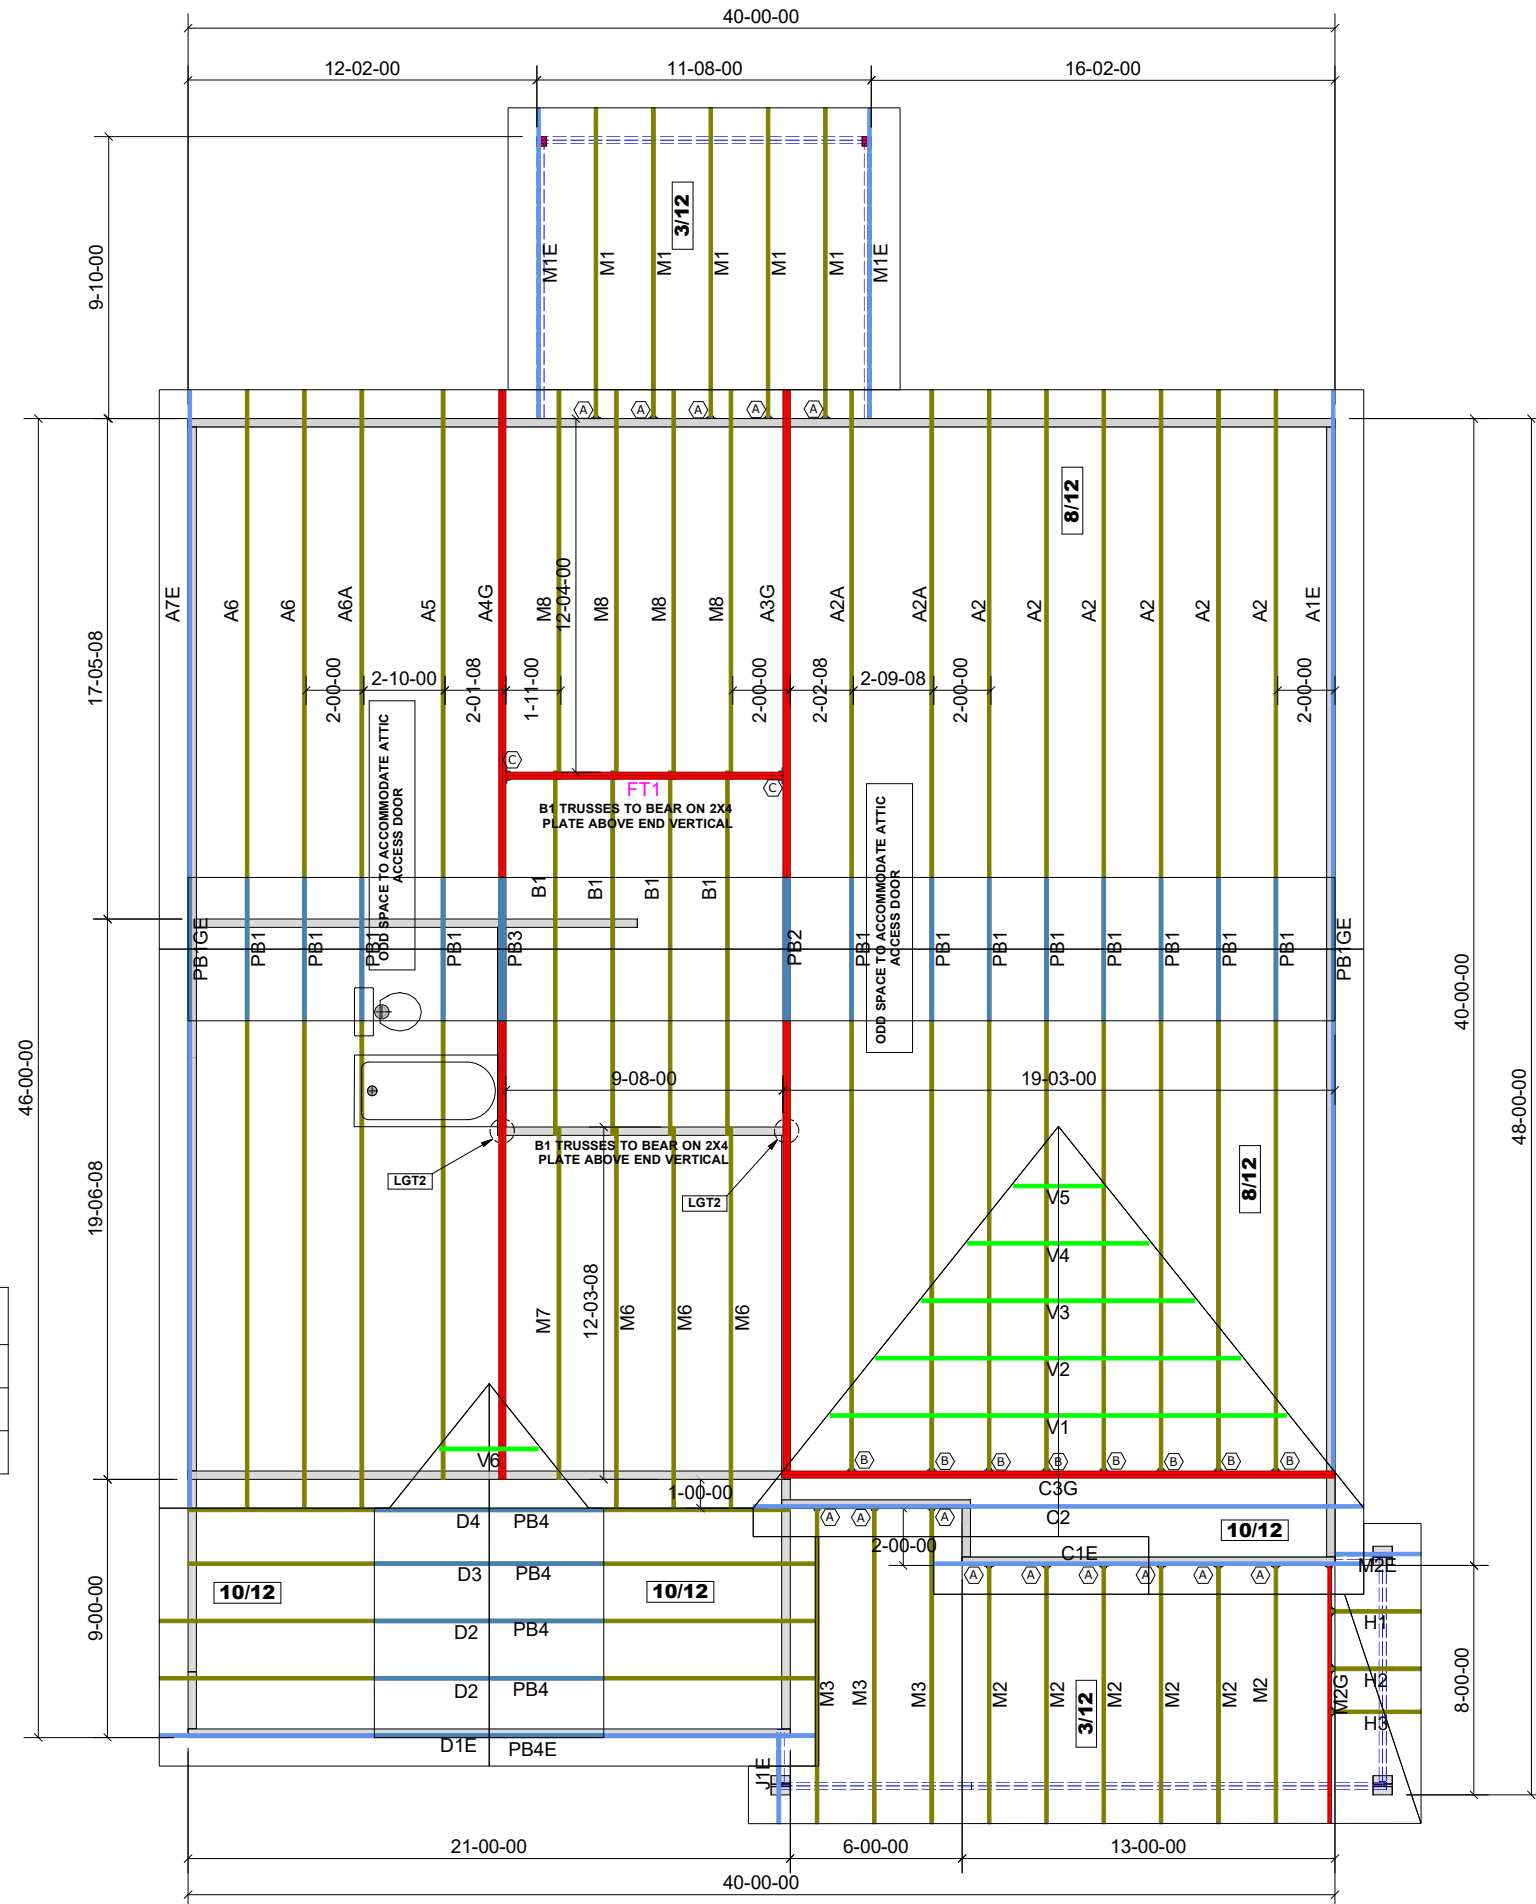 40-00-00
12-02-00
11-08-00
16-02-00
9-10-00
3/12
M1E
M1
M1
M1
M1
M1
M1E
A
A
A
A
A
8/12
A7E
A6
A6
A6A
A5
A4G
M8
12-04-00
M8
M8
M8
A3G
A2A
A2A
A2
A2
A2
A2
A2
A2
A1E
17-05-08
2-00-00
2-10-00
2-01-08
1-11-00
2-00-00
2-02-08
2-09-08
2-00-00
2-00-00
ODD SPACE TO ACCOMMODATE ATTIC
ACCESS DOOR
C
FT1
C
B1 TRUSSES TO BEAR ON 2X4
PLATE ABOVE END VERTICAL
ODD SPACE TO ACCOMMODATE ATTIC
ACCESS DOOR
B1
B1
B1
B1
PB1GE
PB1
PB1
PB1
PB1
PB3
PB2
PB1
PB1
PB1
PB1
PB1
PB1
PB1
PB1
PB1GE
40-00-00
46-00-00
48-00-00
9-08-00
19-03-00
B1 TRUSSES TO BEAR ON 2X4
PLATE ABOVE END VERTICAL
LGT2
LGT2
8/12
19-06-08
V5
V4
V3
V2
V1
M7
12-03-08
M6
M6
M6
V6
B
B
B
B
B
B
B
B
1-00-00
C3G
C2
D4
PB4
A
A
A
10/12
2-00-00
C1E
M2E
D3
PB4
A
A
A
A
A
A
10/12
10/12
9-00-00
H1
D2
PB4
H2
D2
PB4
M3
M3
M3
M2
M2
M2
M2
M2
M2
3/12
M2G
8-00-00
H3
D1E
PB4E
J1E
21-00-00
6-00-00
13-00-00
40-00-00